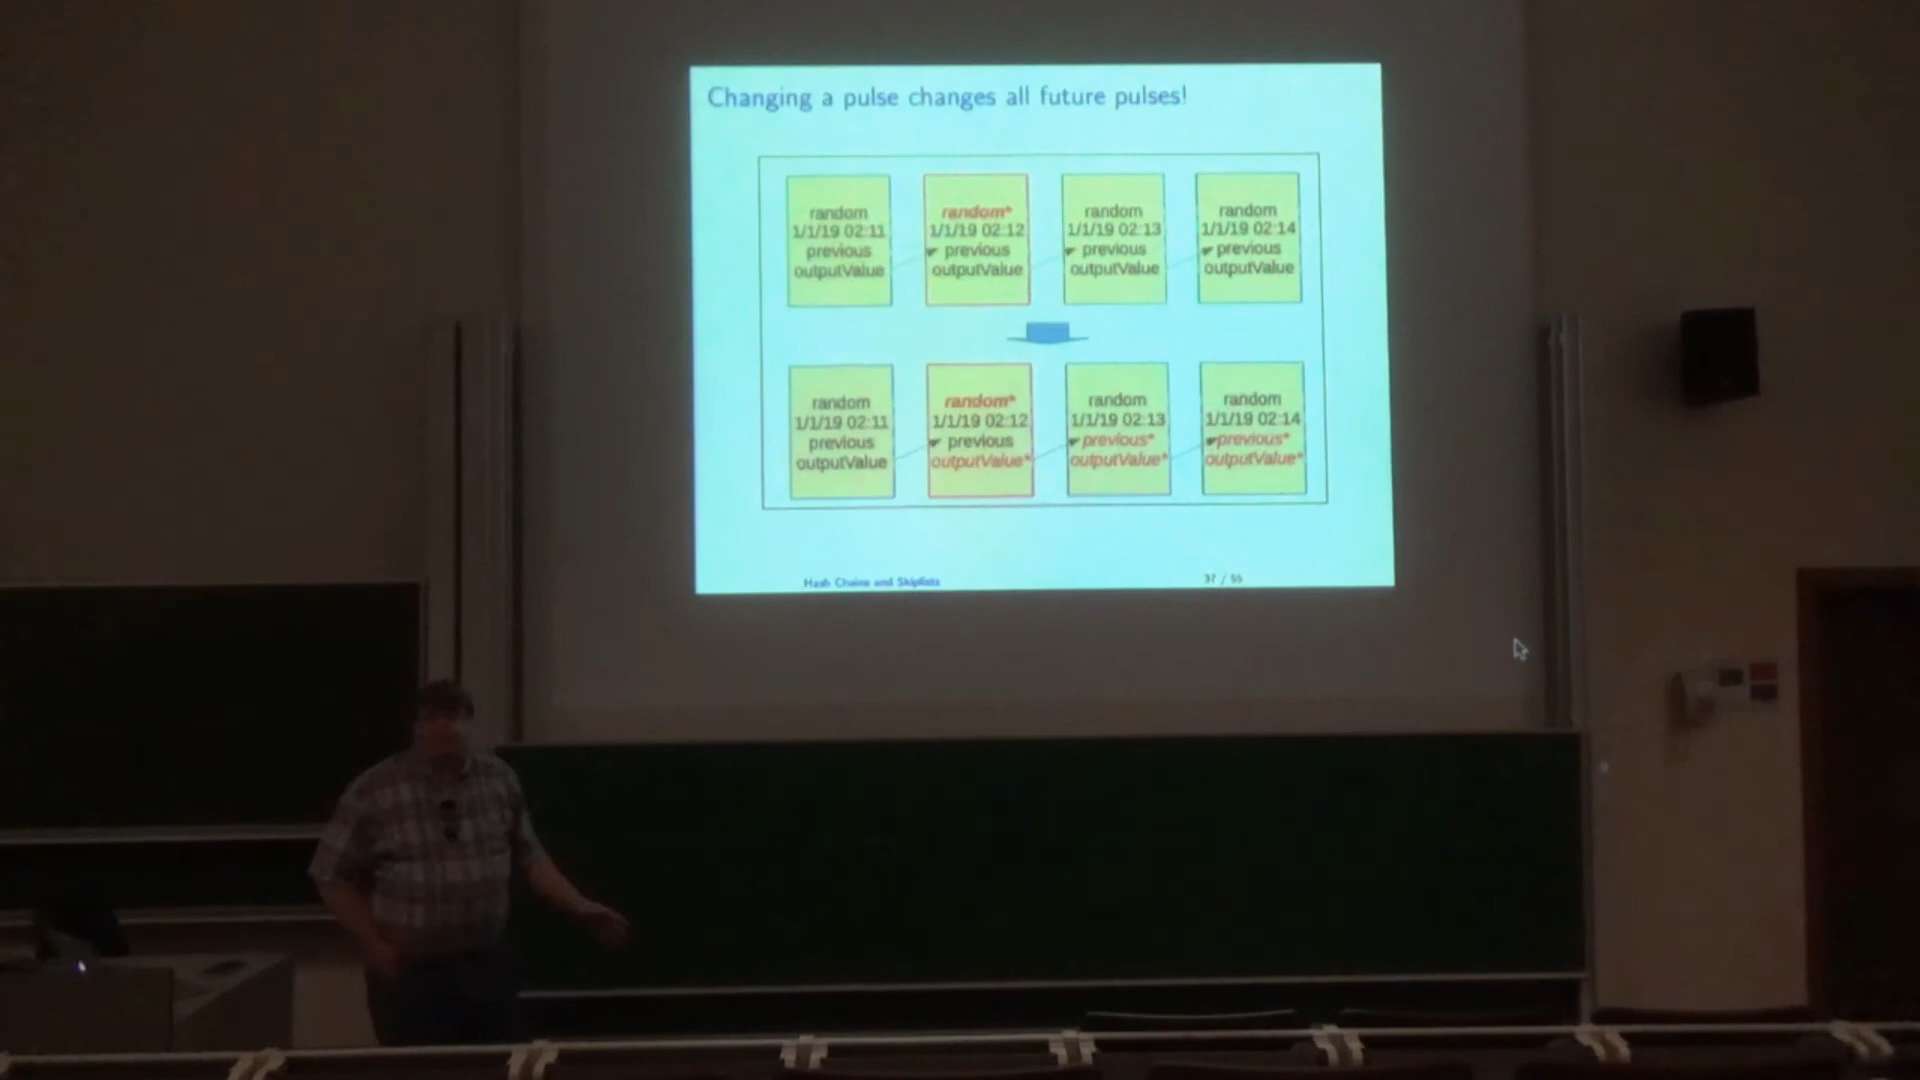 Changing a pulse changes all future pulses!
random
1/1/19 02:11
previous
outputValue
random*
1/1/19 02:12
previous
outputValue
random
1/1/19 02:13
previous
outputValue
random
1/1/19 02:14
previous
outputValue
random
1/1/19 02:11
previous
outputValue
random*
1/1/19 02:12
previous
outputValue*
random
1/1/19 02:13
previous*
outputValue*
random
1/1/19 02:14
previous*
outputValue*
Hash Chains and Skiplists
37 / 55